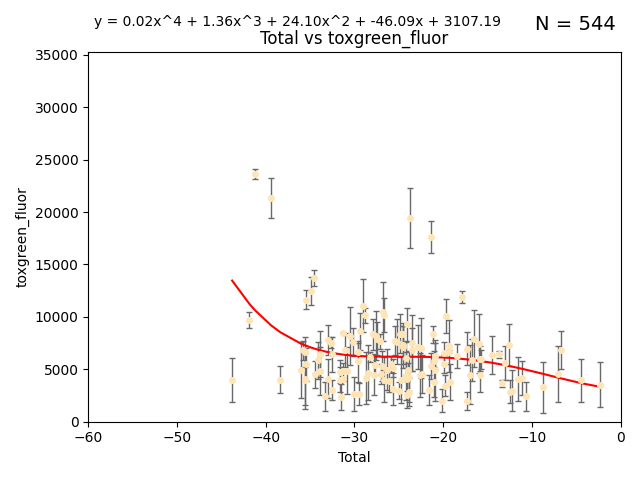 y = 0.02x^4 + 1.36x^3 + 24.10x^2 + -46.09x + 3107.19
N = 544
Total vs toxgreen_fluor
35000
30000
25000
20000
15000
10000
5000
0
toxgreen_fluor
−60 −50 −40 −30 −20 −10 0
Total